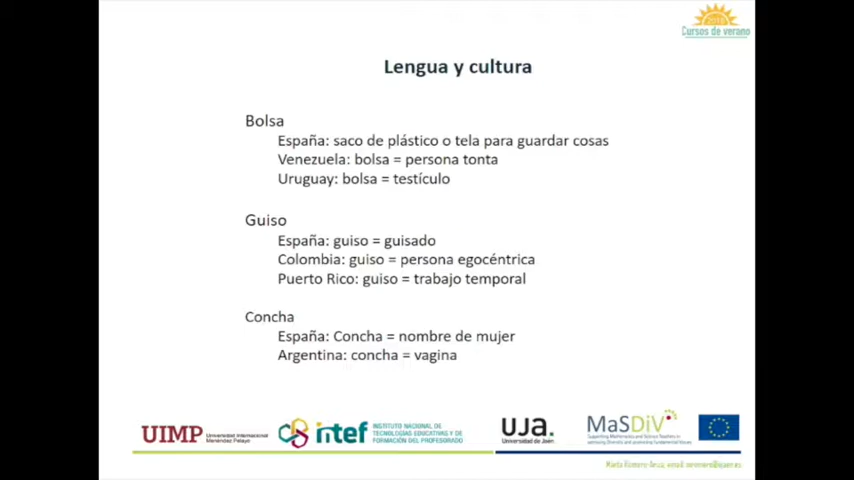 2018
Cursos de verano
Lengua y cultura
Bolsa
España: saco de plástico o tela para guardar cosas
Venezuela: bolsa = persona tonta
Uruguay: bolsa = testículo
Guiso
España: guiso = guisado
Colombia: guiso = persona egocéntrica
Puerto Rico: guiso = trabajo temporal
Concha
España: Concha = nombre de mujer
Argentina: concha = vagina
UIMP Universidad Internacional
Menéndez Pelayo
intef INSTITUTO NACIONAL DE
TECNOLOGÍAS EDUCATIVAS Y DE
FORMACIÓN DEL PROFESORADO
uja.
Universidad de Jaén
MaSDiV
Supporting Mathematics and Science Teachers in
addressing Diversity and promoting Fundamental Values
email